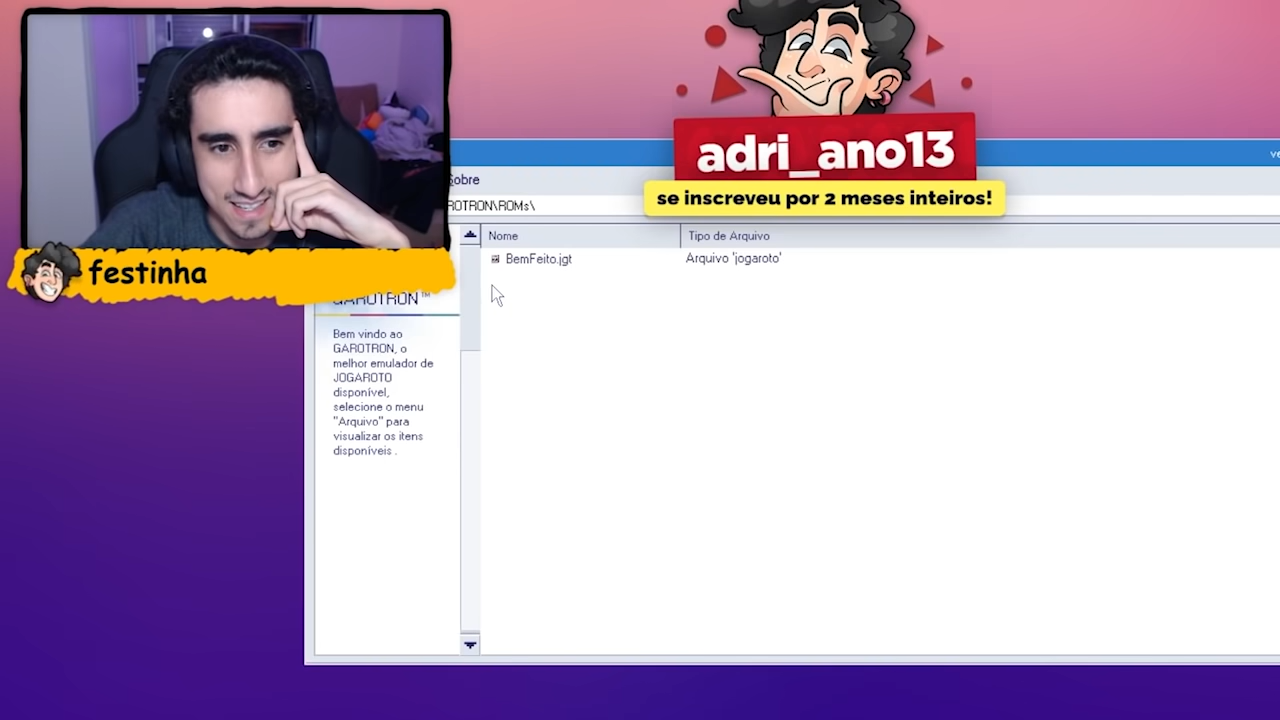 adri_ano13
se inscreveu por 2 meses inteiros!
Sobre
ROTRON\ROMs\
Nome
Tipo de Arquivo
BemFeito.jgt
Arquivo 'jogaroto'
festinha
GAROTRON™
Bem vindo ao
GAROTRON, o
melhor emulador de
JOGAROTO
disponível,
selecione o menu
"Arquivo" para
visualizar os itens
disponíveis .